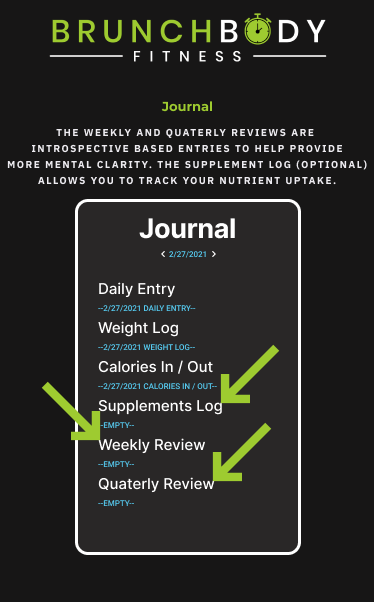 BRUNCHBODY
FITNESS
Journal
THE WEEKLY AND QUATERLY REVIEWS ARE
INTROSPECTIVE BASED ENTRIES TO HELP PROVIDE
MORE MENTAL CLARITY. THE SUPPLEMENT LOG (OPTIONAL)
ALLOWS YOU TO TRACK YOUR NUTRIENT UPTAKE.
Journal
< 2/27/2021 >
Daily Entry
--2/27/2021 DAILY ENTRY--
Weight Log
--2/27/2021 WEIGHT LOG--
Calories In / Out
--2/27/2021 CALORIES IN / OUT--
Supplements Log
--EMPTY--
Weekly Review
--EMPTY--
Quaterly Review
--EMPTY--